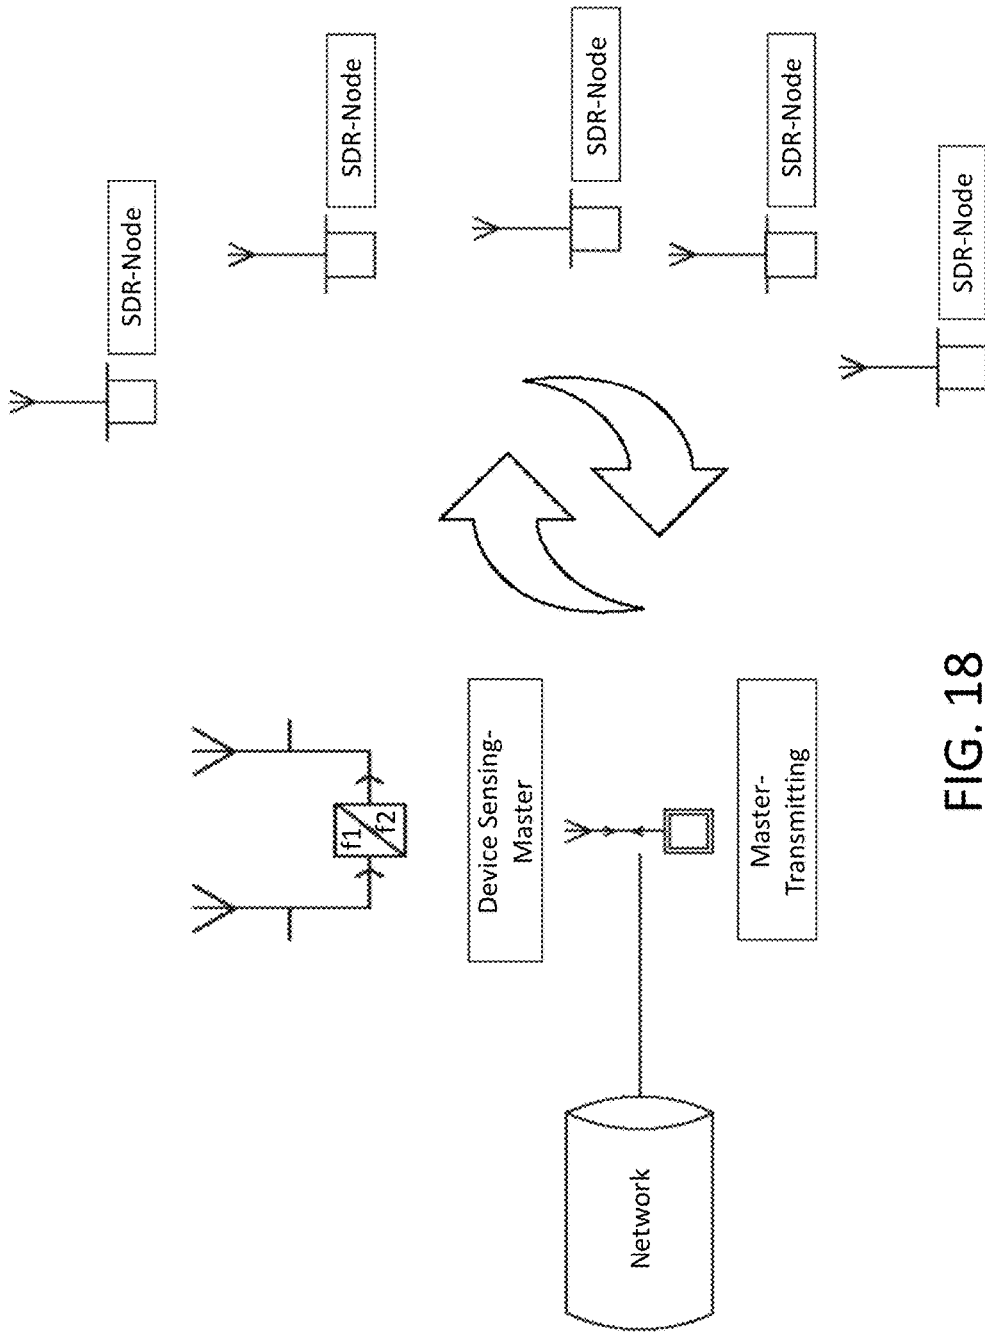 SDR-Node
f1
f2
SDR-Node
Device Sensing-
Master
SDR-Node
Network
Master-
Transmitting
SDR-Node
SDR-Node
FIG. 18